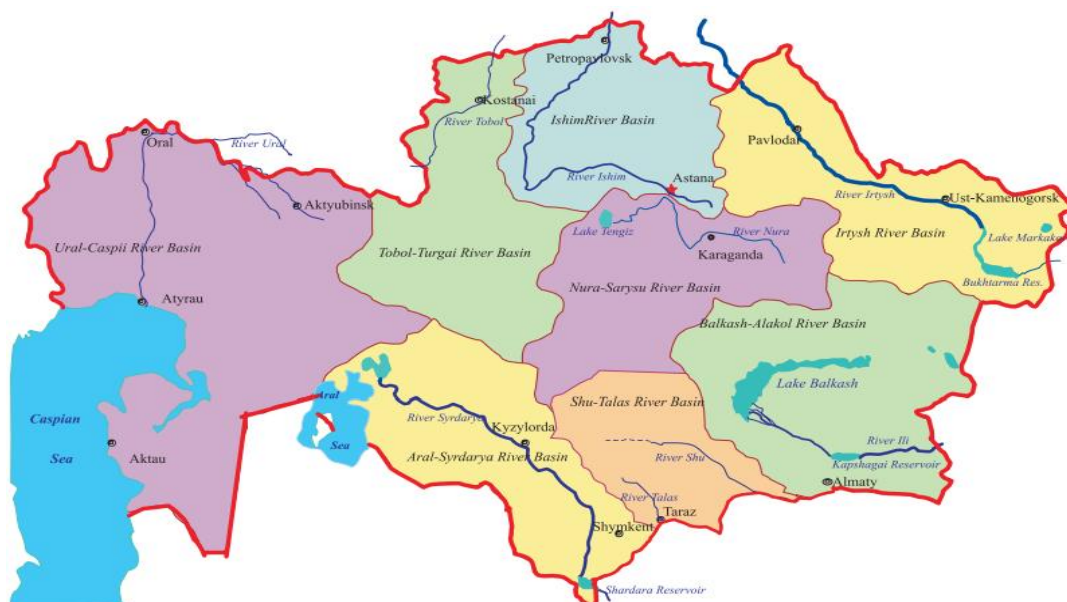 Petropavlovsk
Kostanai
River Tobol
IshimRiver Basin
Pavlodar
Oral
River Ural
River Ishim
Astana
River Irtysh
Ust-Kamenogorsk
Aktyubinsk
Lake Tengiz
River Nura
Irtysh River Basin
Lake Markakol
Ural-Caspii River Basin
Tobol-Turgai River Basin
Karaganda
Nura-Sarysu River Basin
Bukhtarma Res.
Atyrau
Balkash-Alakol River Basin
Lake Balkash
Aral
Sea
River Syrdarya
Shu-Talas River Basin
Caspian
Sea
Kyzylorda
Aktau
Aral-Syrdarya River Basin
River Shu
River Ili
Kapshagai Reservoir
Almaty
River Talas
Taraz
Shymkent
Shardara Reservoir